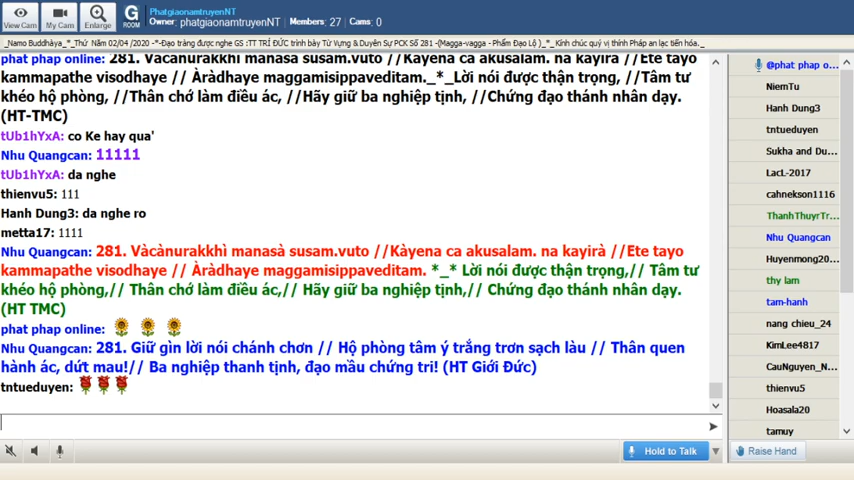 View Cam
My Cam
Enlarge
G
ROOM
PhatgiaonamtruyenNT
Owner: phatgiaonamtruyenNT | Members: 27 | Cams: 0
_Namo Buddhàya_*_Thứ Năm 02/04 /2020 -*-Đạo tràng được nghe GS :TT TRÍ ĐỨC trình bày Từ Vựng & Duyên Sự PCK Số 281 -(Magga-vagga - Phẩm Đạo Lộ )_*_ Kính chúc quý vị thính Pháp an lạc tiến hóa._
phat phap online: 281. Vàcànurakkhì manasà susam.vuto //Kàyena ca akusalam. na kayirà //Ete tayo
kammapathe visodhaye // Àràdhaye maggamisippaveditam._*_Lời nói được thận trọng, //Tâm tư
khéo hộ phòng, //Thân chớ làm điều ác, //Hãy giữ ba nghiệp tịnh, //Chứng đạo thánh nhân dạy.
(HT-TMC)
tUb1hYxA: co Ke hay qua'
Nhu Quangcan: 11111
tUb1hYxA: da nghe
thienvu5: 111
Hanh Dung3: da nghe ro
metta17: 1111
Nhu Quangcan: 281. Vàcànurakkhì manasà susam.vuto //Kàyena ca akusalam. na kayirà //Ete tayo
kammapathe visodhaye // Àràdhaye maggamisippaveditam. *_* Lời nói được thận trọng,// Tâm tư
khéo hộ phòng,// Thân chớ làm điều ác,// Hãy giữ ba nghiệp tịnh,// Chứng đạo thánh nhân dạy.
(HT TMC)
phat phap online:
Nhu Quangcan: 281. Giữ gìn lời nói chánh chơn // Hộ phòng tâm ý trắng trơn sạch làu // Thân quen
hành ác, dứt mau!// Ba nghiệp thanh tịnh, đạo mầu chứng tri! (HT Giới Đức)
tntueduyen:
@phat phap o...
NiemTu
Hanh Dung3
tntueduyen
Sukha and Du...
LacL-2017
cahnekson1116
ThanhThuyrTr...
Nhu Quangcan
Huyenmong20...
thy lam
tam-hanh
nang chieu_24
KimLee4817
CauNguyen_N...
thienvu5
Hoasala20
tamuy
Hold to Talk
Raise Hand